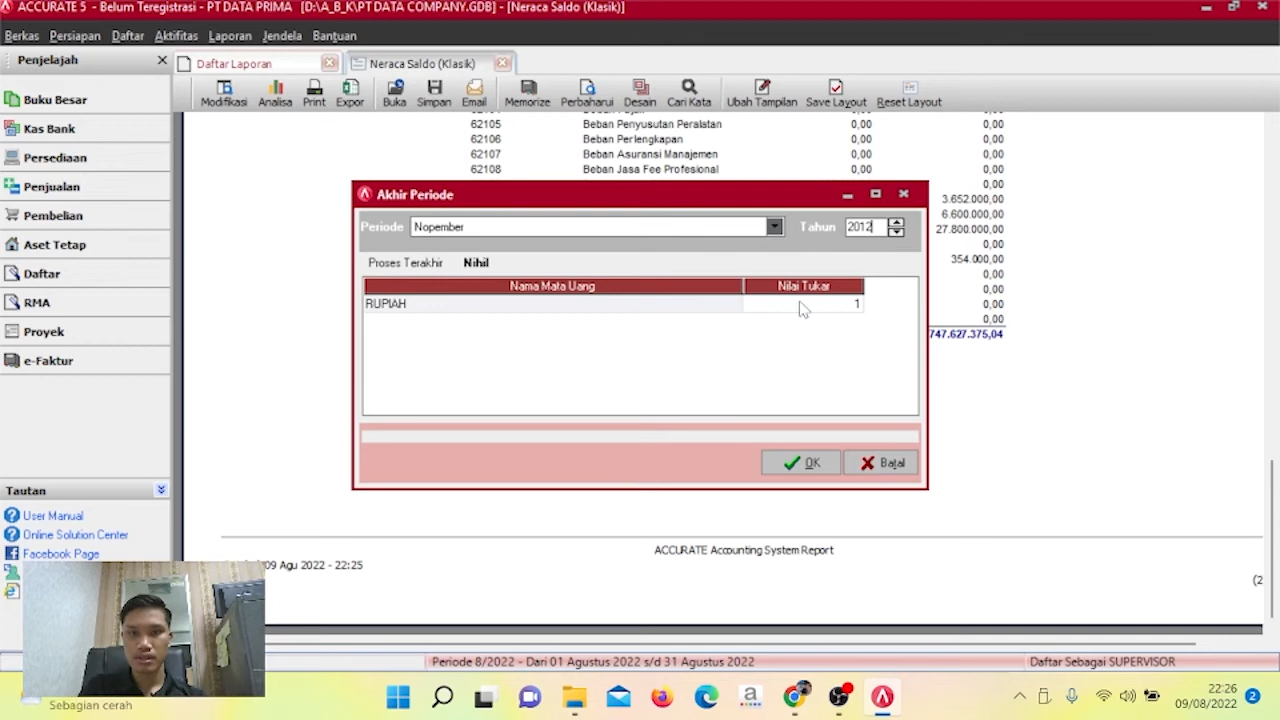 ACCURATE 5 - Belum Teregistrasi - PT DATA PRIMA [D:\A_B_K\PT DATA COMPANY.GDB] - [Neraca Saldo (Klasik)]
Berkas Persiapan Daftar Aktifitas Laporan Jendela Bantuan
Penjelajah
Daftar Laporan
Neraca Saldo (Klasik)
Modifikasi Analisa Print Expor Buka Simpan Email Memorize Perbaharui Desain Cari Kata Ubah Tampilan Save Layout Reset Layout
Buku Besar
Kas Bank
Persediaan
Penjualan
Pembelian
Aset Tetap
Daftar
RMA
Proyek
e-Faktur
Tautan
User Manual
Online Solution Center
Facebook Page
62105 Beban Penyusutan Peralatan 0,00 0,00
62106 Beban Perlengkapan 0,00 0,00
62107 Beban Asuransi Manajemen 0,00 0,00
62108 Beban Jasa Fee Profesional 0,00 0,00
0,00
3.652.000,00
6.600.000,00
27.800.000,00
0,00
354.000,00
0,00
0,00
0,00
0,00
747.627.375,04
Akhir Periode
Periode Nopember Tahun 2012
Proses Terakhir Nihil
Nama Mata Uang Nilai Tukar
RUPIAH 1
OK Batal
ACCURATE Accounting System Report
09 Agu 2022 - 22:25
(2
Periode 8/2022 - Dari 01 Agustus 2022 s/d 31 Agustus 2022
Daftar Sebagai SUPERVISOR
Sebagian cerah
22:26
09/08/2022
2